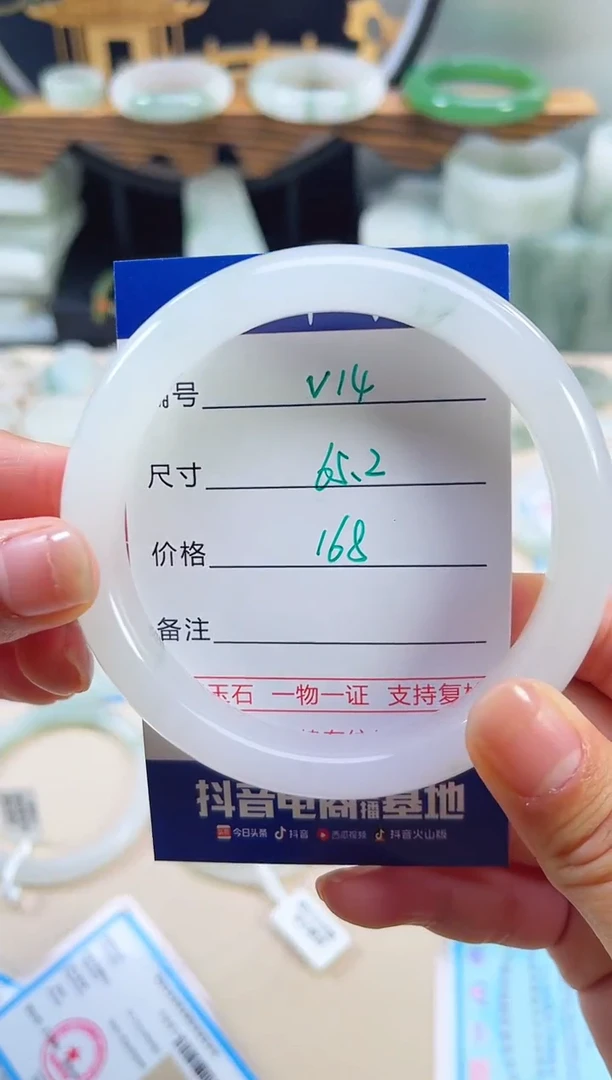 号 V14
尺寸 65.2
价格 168
备注
玉石 一物一证 支持复检
抖音电商直播基地
今日头条 抖音 西瓜视频 抖音火山版